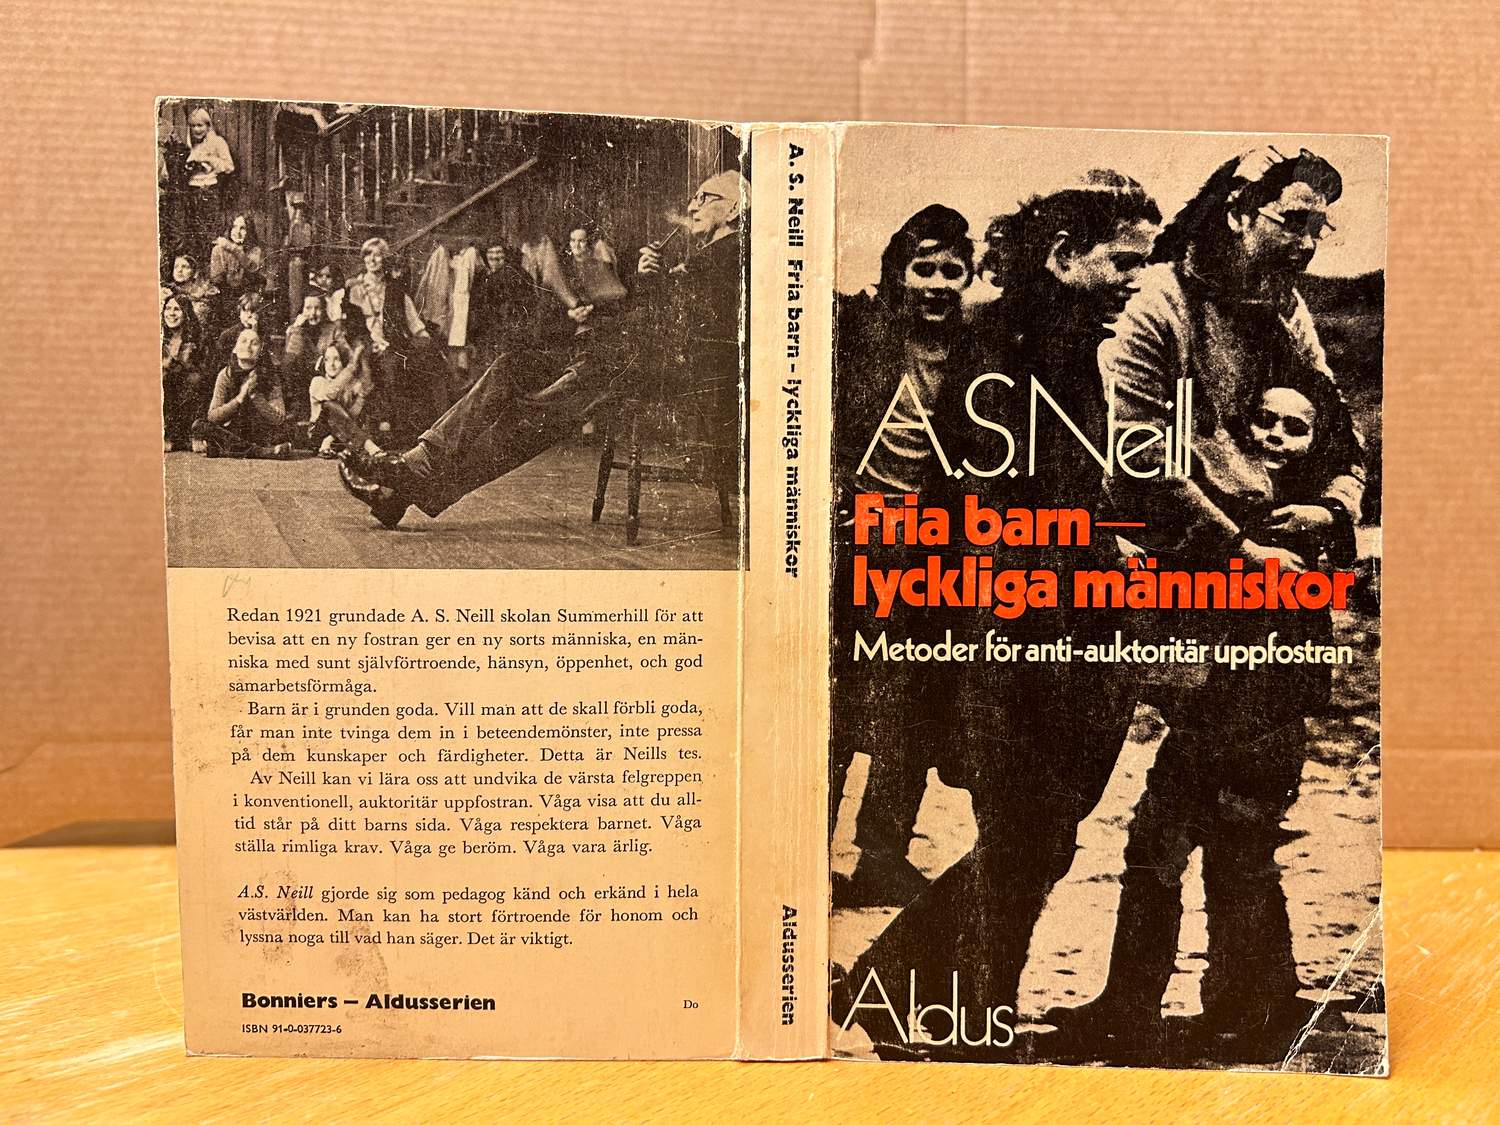 Redan 1921 grundade A. S. Neill skolan Summerhill för att
bevisa att en ny fostran ger en ny sorts människa, en män-
niska med sunt självförtroende, hänsyn, öppenhet, och god
samarbetsförmåga.
Barn är i grunden goda. Vill man att de skall förbli goda,
får man inte tvinga dem in i beteendemönster, inte pressa
på dem kunskaper och färdigheter. Detta är Neills tes.
Av Neill kan vi lära oss att undvika de värsta felgreppen
i konventionell, auktoritär uppfostran. Våga visa att du all-
tid står på ditt barns sida. Våga respektera barnet. Våga
ställa rimliga krav. Våga ge beröm. Våga vara ärlig.
A.S. Neill gjorde sig som pedagog känd och erkänd i hela
västvärlden. Man kan ha stort förtroende för honom och
lyssna noga till vad han säger. Det är viktigt.
Bonniers – Aldusserien
Do
ISBN 91-0-037723-6
A. S. Neill Fria barn – lyckliga människor
Aldusserien
A.S. Neill
Fria barn—
lyckliga människor
Metoder för anti-auktoritär uppfostran
Aldus